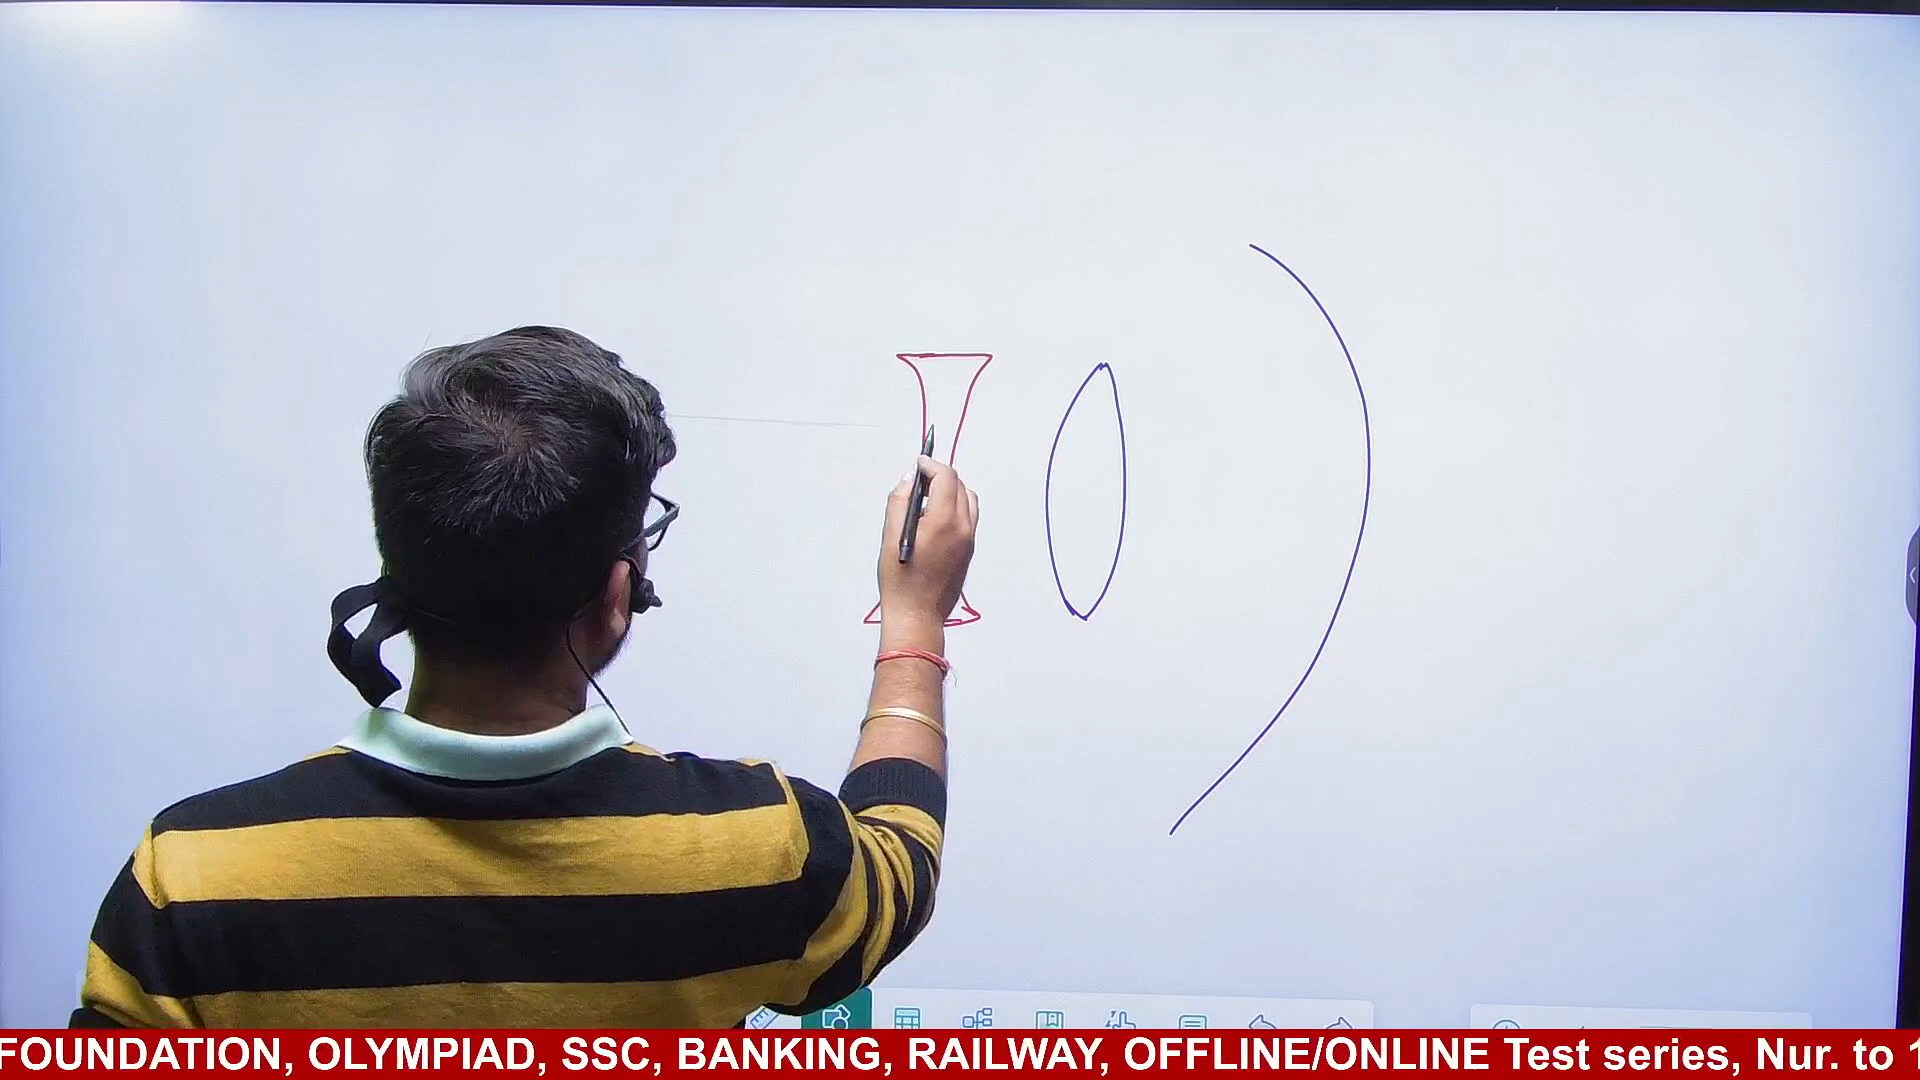 FOUNDATION, OLYMPIAD, SSC, BANKING, RAILWAY, OFFLINE/ONLINE Test series, Nur. to